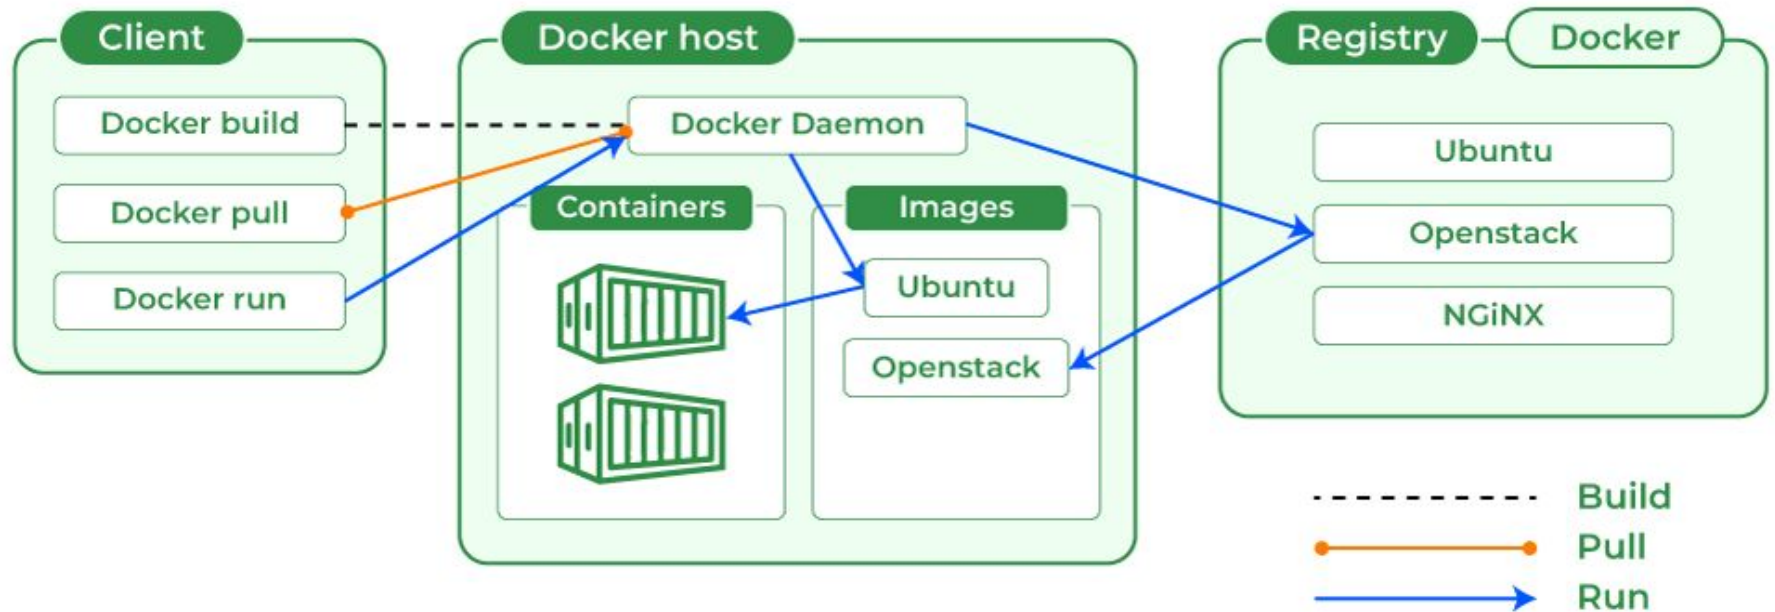 Client
Docker build
Docker pull
Docker run
Docker host
Docker Daemon
Containers
Images
Ubuntu
Openstack
Registry
Docker
Ubuntu
Openstack
NGiNX
Build
Pull
Run